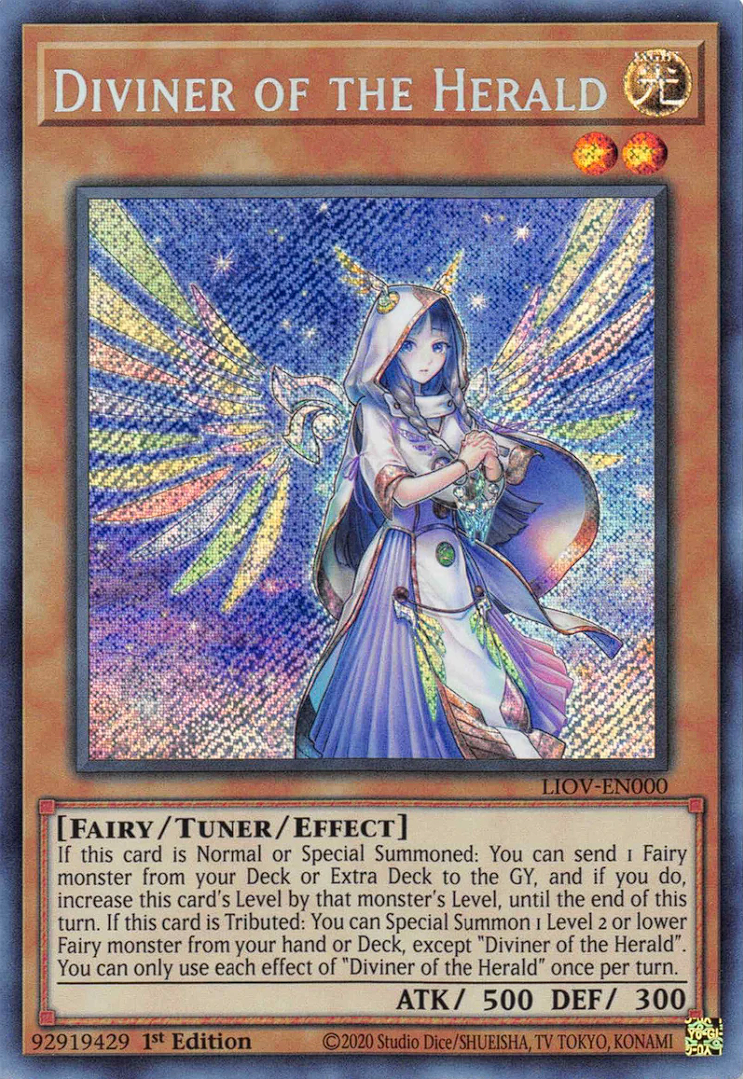 DIVINER OF THE HERALD
LIGHT
光
LIOV-EN000
[FAIRY/TUNER/EFFECT]
If this card is Normal or Special Summoned: You can send 1 Fairy
monster from your Deck or Extra Deck to the GY, and if you do,
increase this card's Level by that monster's Level, until the end of this
turn. If this card is Tributed: You can Special Summon 1 Level 2 or lower
Fairy monster from your hand or Deck, except "Diviner of the Herald".
You can only use each effect of "Diviner of the Herald" once per turn.
ATK/ 500 DEF/ 300
92919429 1st Edition ©2020 Studio Dice/SHUEISHA, TV TOKYO, KONAMI